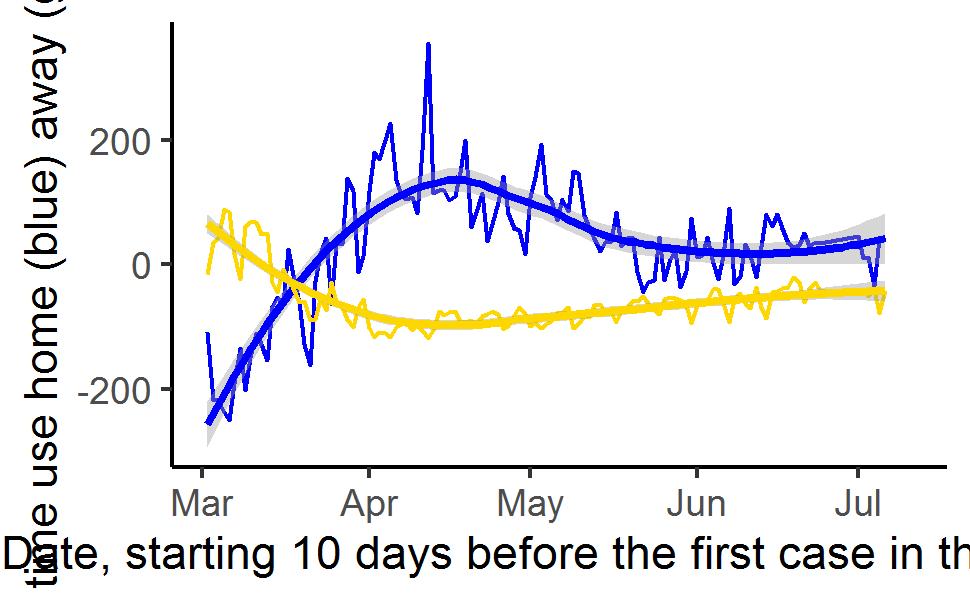 time use home (blue) away (
200
0
-200
Mar Apr May Jun Jul
Date, starting 10 days before the first case in th